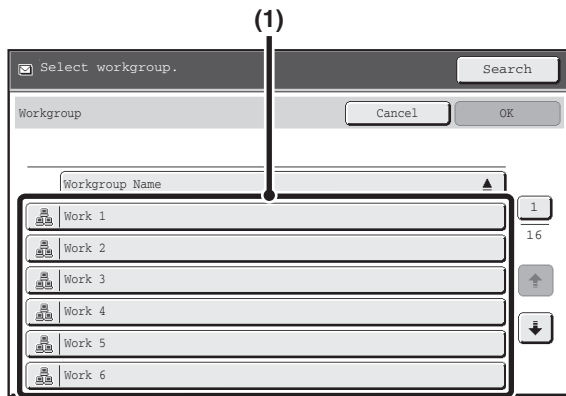 (1)
Select workgroup.
Search
Workgroup
Cancel
OK
Workgroup Name
1
16
Work 1
Work 2
Work 3
Work 4
Work 5
Work 6